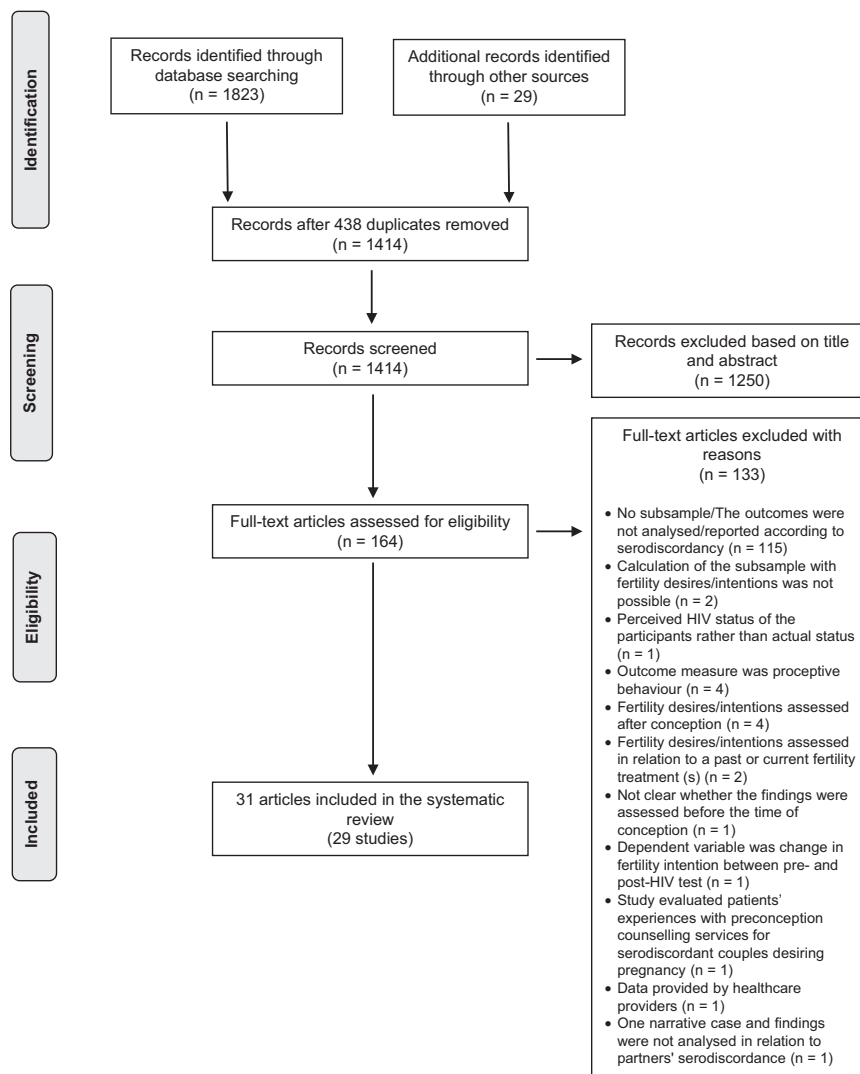 Identification
Records identified through
database searching
(n = 1823)
Additional records identified
through other sources
(n = 29)
Records after 438 duplicates removed
(n = 1414)
Screening
Records screened
(n = 1414)
Records excluded based on title
and abstract
(n = 1250)
Eligibility
Full-text articles assessed for eligibility
(n = 164)
Full-text articles excluded with
reasons
(n = 133)
• No subsample/The outcomes were
not analysed/reported according to
serodiscordancy (n = 115)
• Calculation of the subsample with
fertility desires/intentions was not
possible (n = 2)
• Perceived HIV status of the
participants rather than actual status
(n = 1)
• Outcome measure was proceptive
behaviour (n = 4)
• Fertility desires/intentions assessed
after conception (n = 4)
• Fertility desires/intentions assessed
in relation to a past or current fertility
treatment (s) (n = 2)
• Not clear whether the findings were
assessed before the time of
conception (n = 1)
• Dependent variable was change in
fertility intention between pre- and
post-HIV test (n = 1)
• Study evaluated patients’
experiences with preconception
counselling services for
serodiscordant couples desiring
pregnancy (n = 1)
• Data provided by healthcare
providers (n = 1)
• One narrative case and findings
were not analysed in relation to
partners' serodiscordance (n = 1)
Included
31 articles included in the systematic
review
(29 studies)